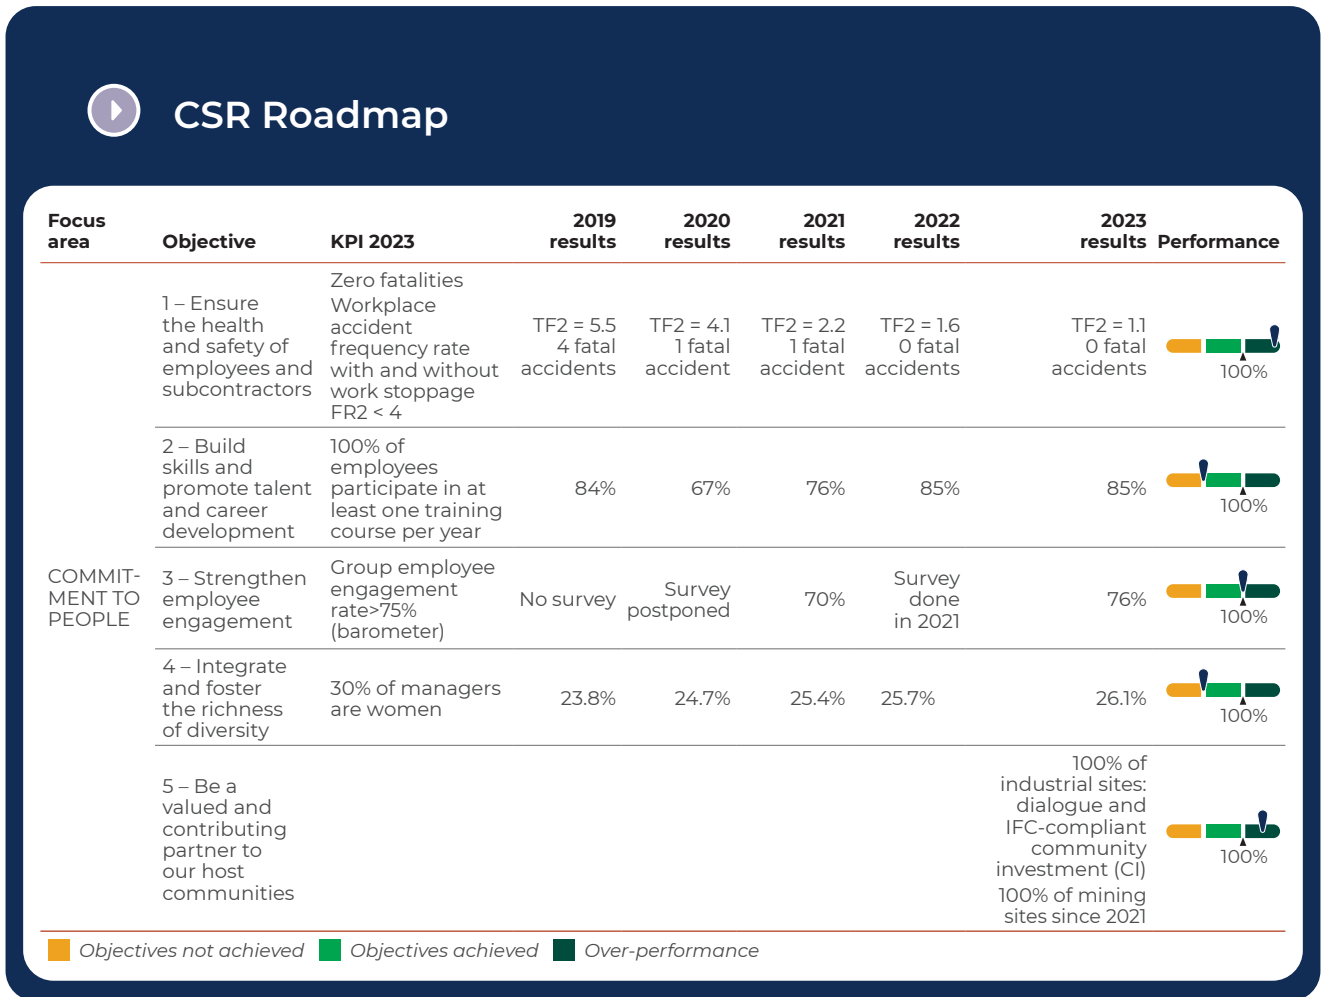 CSR Roadmap
Focus
area
Objective
KPI 2023
2019
results
2020
results
2021
results
2022
results
2023
results
Performance
COMMIT-
MENT TO
PEOPLE
1 – Ensure
the health
and safety of
employees and
subcontractors
Zero fatalities
Workplace
accident
frequency rate
with and without
work stoppage
FR2 < 4
TF2 = 5.5
4 fatal
accidents
TF2 = 4.1
1 fatal
accident
TF2 = 2.2
1 fatal
accident
TF2 = 1.6
0 fatal
accidents
TF2 = 1.1
0 fatal
accidents
100%
2 – Build
skills and
promote talent
and career
development
100% of
employees
participate in at
least one training
course per year
84%
67%
76%
85%
85%
100%
3 – Strengthen
employee
engagement
Group employee
engagement
rate>75%
(barometer)
No survey
Survey
postponed
70%
Survey
done
in 2021
76%
100%
4 – Integrate
and foster
the richness
of diversity
30% of managers
are women
23.8%
24.7%
25.4%
25.7%
26.1%
100%
5 – Be a
valued and
contributing
partner to
our host
communities
100% of
industrial sites:
dialogue and
IFC-compliant
community
investment (CI)
100% of mining
sites since 2021
100%
Objectives not achieved
Objectives achieved
Over-performance